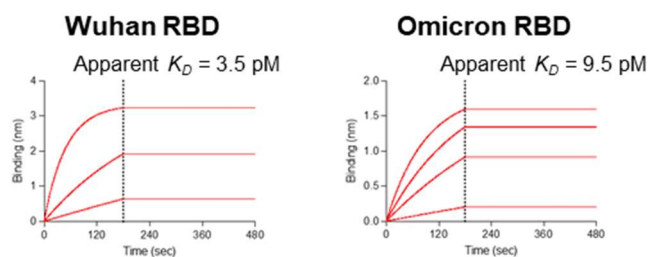 Wuhan RBD
Apparent K_D = 3.5 pM
Binding (nm)
4
3
2
1
0
0 120 240 360 480
Time (sec)
Omicron RBD
Apparent K_D = 9.5 pM
Binding (nm)
2.0
1.5
1.0
0.5
0.0
0 120 240 360 480
Time (sec)